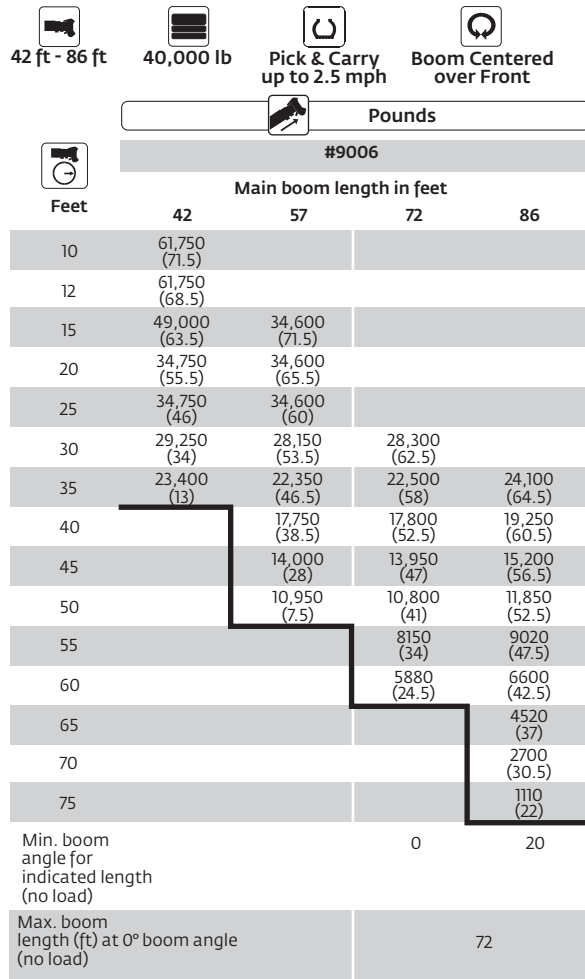 42 ft - 86 ft 40,000 lb Pick & Carry Boom Centered
up to 2.5 mph over Front
Pounds
#9006
Main boom length in feet
Feet
42 57 72 86
10 61,750
(71.5)
12 61,750
(68.5)
15 49,000 34,600
(63.5) (71.5)
20 34,750 34,600
(55.5) (65.5)
25 34,750 34,600
(46) (60)
30 29,250 28,150 28,300
(34) (53.5) (62.5)
35 23,400 22,350 22,500 24,100
(13) (46.5) (58) (64.5)
40 17,750 17,800 19,250
(38.5) (52.5) (60.5)
45 14,000 13,950 15,200
(28) (47) (56.5)
50 10,950 10,800 11,850
(7.5) (41) (52.5)
55 8150 9020
(34) (47.5)
60 5880 6600
(24.5) (42.5)
65 4520
(37)
70 2700
(30.5)
75 1110
(22)
Min. boom 0 20
angle for
indicated length
(no load)
Max. boom
length (ft) at 0º boom angle 72
(no load)